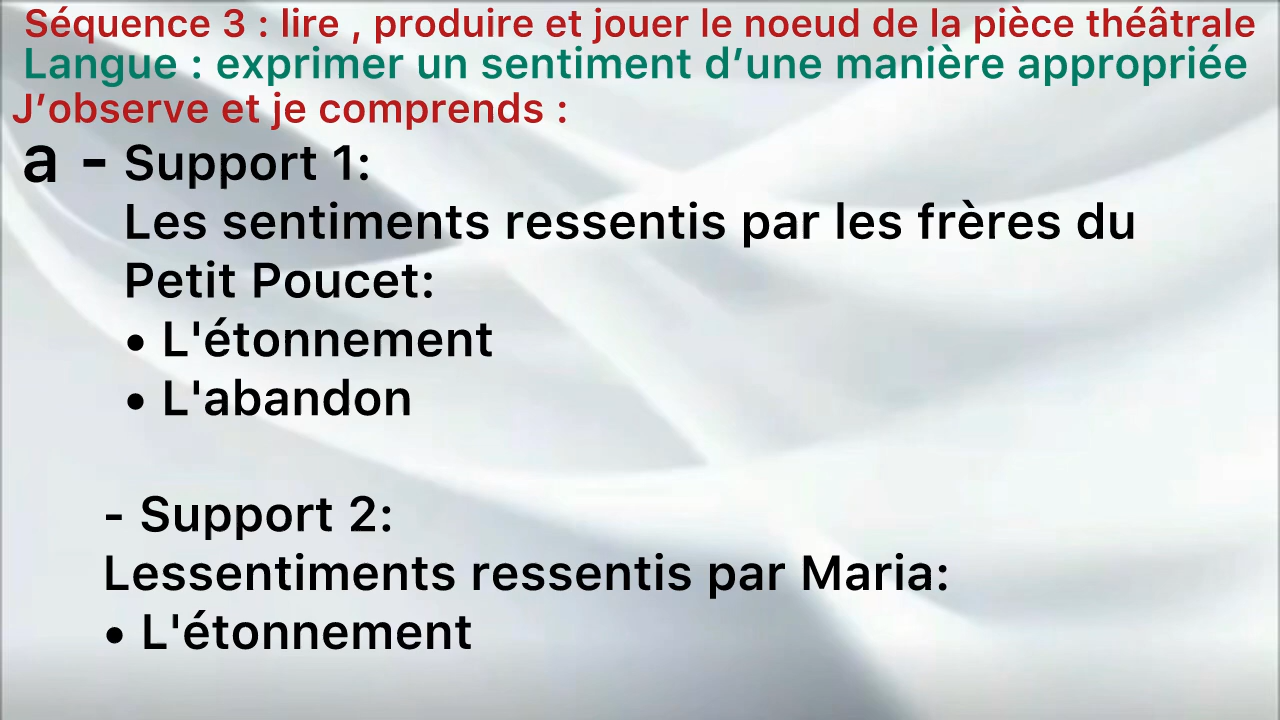 Séquence 3 : lire , produire et jouer le noeud de la pièce théâtrale
Langue : exprimer un sentiment d’une manière appropriée
J’observe et je comprends :
a - Support 1:
Les sentiments ressentis par les frères du
Petit Poucet:
• L'étonnement
• L'abandon
- Support 2:
Lessentiments ressentis par Maria:
• L'étonnement